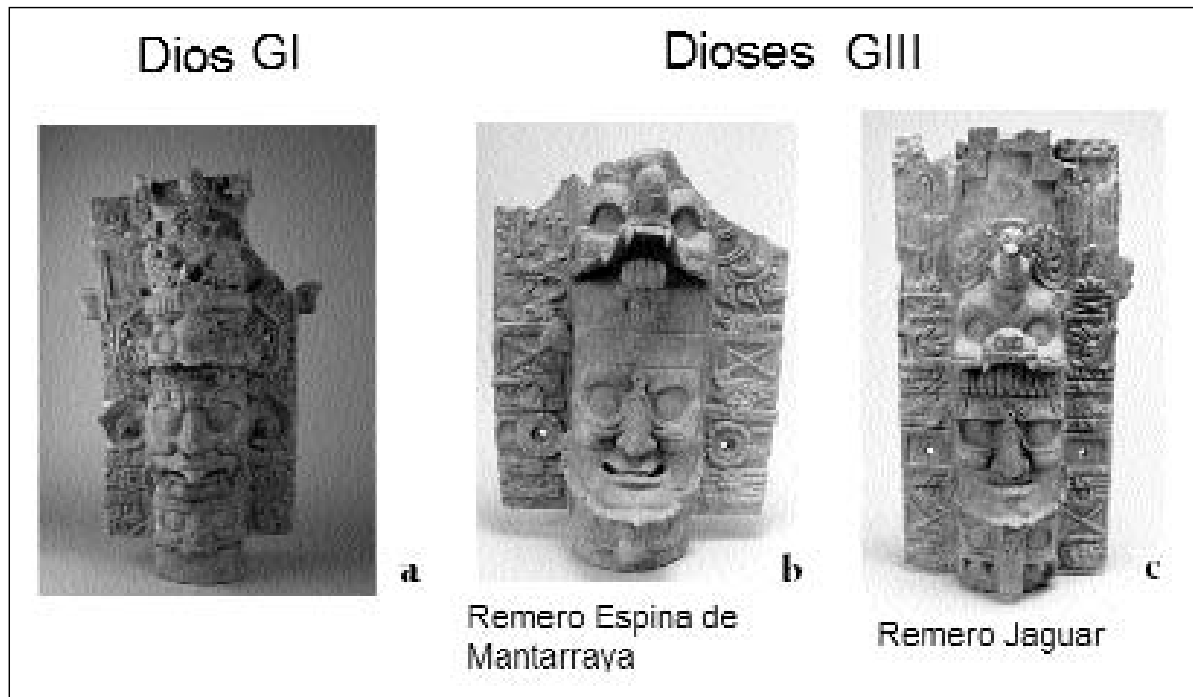 Dios GI
Dioses GIII
a
b
c
Remero Espina de
Mantarraya
Remero Jaguar